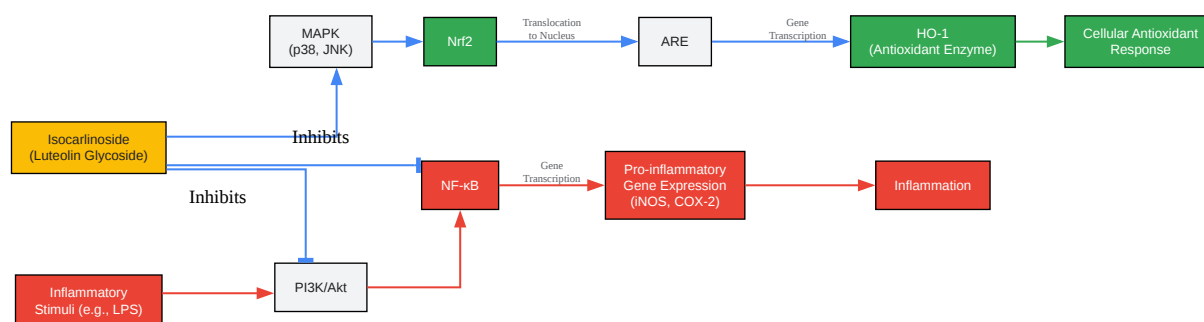 MAPK
(p38, JNK)
Nrf2
Translocation
to Nucleus
ARE
Gene
Transcription
HO-1
(Antioxidant Enzyme)
Cellular Antioxidant
Response
Isocarlinoside
(Luteolin Glycoside)
Inhibits
Inhibits
NF-κB
Gene
Transcription
Pro-inflammatory
Gene Expression
(iNOS, COX-2)
Inflammation
Inflammatory
Stimuli (e.g., LPS)
PI3K/Akt